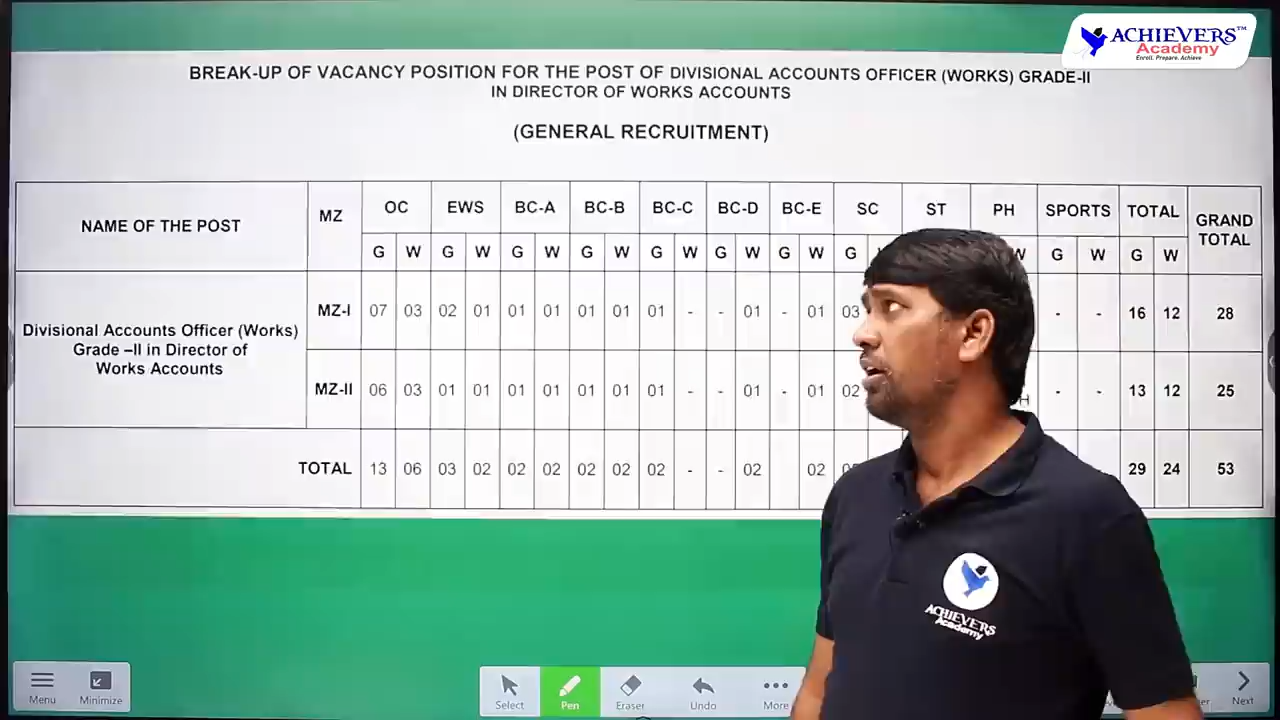 ACHIEVERS™
Academy
Enroll. Prepare. Achieve
BREAK-UP OF VACANCY POSITION FOR THE POST OF DIVISIONAL ACCOUNTS OFFICER (WORKS) GRADE-II
IN DIRECTOR OF WORKS ACCOUNTS
(GENERAL RECRUITMENT)
NAME OF THE POST MZ OC EWS BC-A BC-B BC-C BC-D BC-E SC ST PH SPORTS TOTAL GRAND TOTAL
G W G W G W G W G W G W G W G W G W G W
Divisional Accounts Officer (Works)
Grade –II in Director of
Works Accounts
MZ-I 07 03 02 01 01 01 01 01 01 - - 01 - 01 03 - - 16 12 28
MZ-II 06 03 01 01 01 01 01 01 01 - - 01 - 01 02 H - - 13 12 25
TOTAL 13 06 03 02 02 02 02 02 02 - - 02 02 29 24 53
ACHIEVERS
Academy
Menu
Minimize
Select
Pen
Eraser
Undo
More
Next